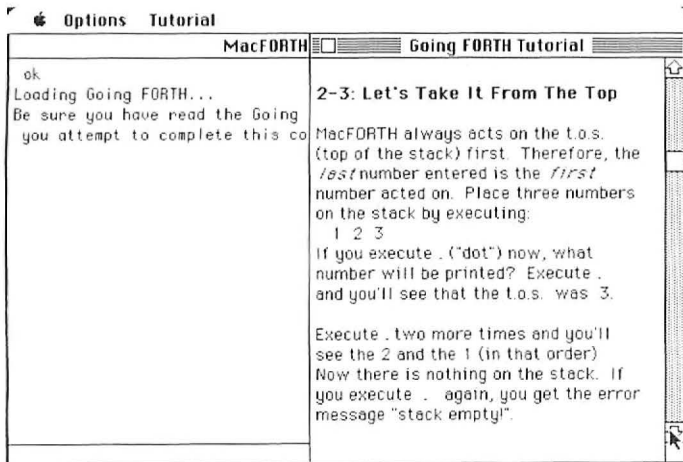 Options Tutorial
MacFORTH
ok
Loading Going FORTH...
Be sure you have read the Going
you attempt to complete this co
Going FORTH Tutorial
2-3: Let's Take It From The Top
MacFORTH always acts on the t.o.s.
(top of the stack) first. Therefore, the
last number entered is the first
number acted on. Place three numbers
on the stack by executing:
1 2 3
If you execute . ("dot") now, what
number will be printed? Execute .
and you'll see that the t.o.s. was 3.
Execute . two more times and you'll
see the 2 and the 1 (in that order)
Now there is nothing on the stack. If
you execute . again, you get the error
message "stack empty!".